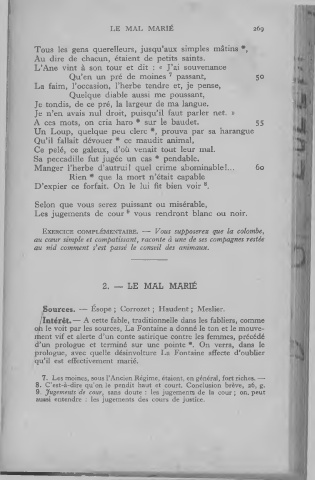 LE MAL MARIÉ 269
Tous les gens querelleurs, jusqu'aux simples mâtins *,
Au dire de chacun, étaient de petits saints.
L'Ane vint à son tour et dit : « J'ai souvenance
Qu'en un pré de moines ⁷ passant, 50
La faim, l'occasion, l'herbe tendre et, je pense,
Quelque diable aussi me poussant,
Je tondis, de ce pré, la largeur de ma langue.
Je n'en avais nul droit, puisqu'il faut parler net. »
A ces mots, on cria haro * sur le baudet. 55
Un Loup, quelque peu clerc *, prouva par sa harangue
Qu'il fallait dévouer * ce maudit animal,
Ce pelé, ce galeux, d'où venait tout leur mal.
Sa peccadille fut jugée un cas * pendable.
Manger l'herbe d'autrui! quel crime abominable!... 60
Rien * que la mort n'était capable
D'expier ce forfait. On le lui fit bien voir ⁸.
Selon que vous serez puissant ou misérable,
Les jugements de cour ⁹ vous rendront blanc ou noir.
EXERCICE COMPLÉMENTAIRE. — Vous supposerez que la colombe,
au cœur simple et compatissant, raconte à une de ses compagnes restée
au nid comment s'est passé le conseil des animaux.
2. — LE MAL MARIÉ
Sources. — Ésope ; Corrozet ; Haudent ; Meslier.
Intérêt. — A cette fable, traditionnelle dans les fabliers, comme
on le voit par les sources, La Fontaine a donné le ton et le mouve-
ment vif et alerte d'un conte satirique contre les femmes, précédé
d'un prologue et terminé sur une pointe *. On verra, dans le
prologue, avec quelle désinvolture La Fontaine affecte d'oublier
qu'il est effectivement marié.
7. Les moines, sous l'Ancien Régime, étaient, en général, fort riches. —
8. C'est-à-dire qu'on le pendit haut et court. Conclusion brève, 26, g.
9. Jugements de cour, sans doute : les jugements de la cour ; on, peut
aussi entendre : les jugements des cours de justice.